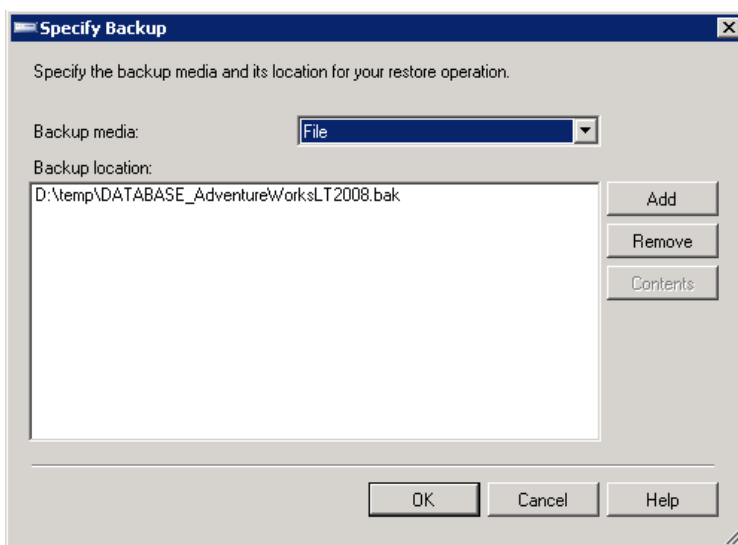 Specify Backup
Specify the backup media and its location for your restore operation.
Backup media:
File
Backup location:
D:\temp\DATABASE_AdventureWorksLT2008.bak
Add
Remove
Contents
OK
Cancel
Help